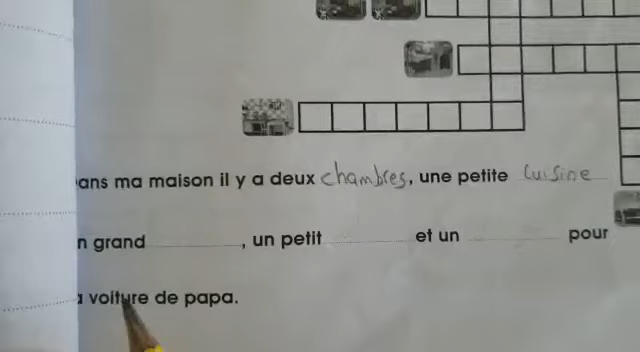 ans ma maison il y a deux chambres, une petite cuisine
n grand ............, un petit ............ et un ............ pour
a voiture de papa.